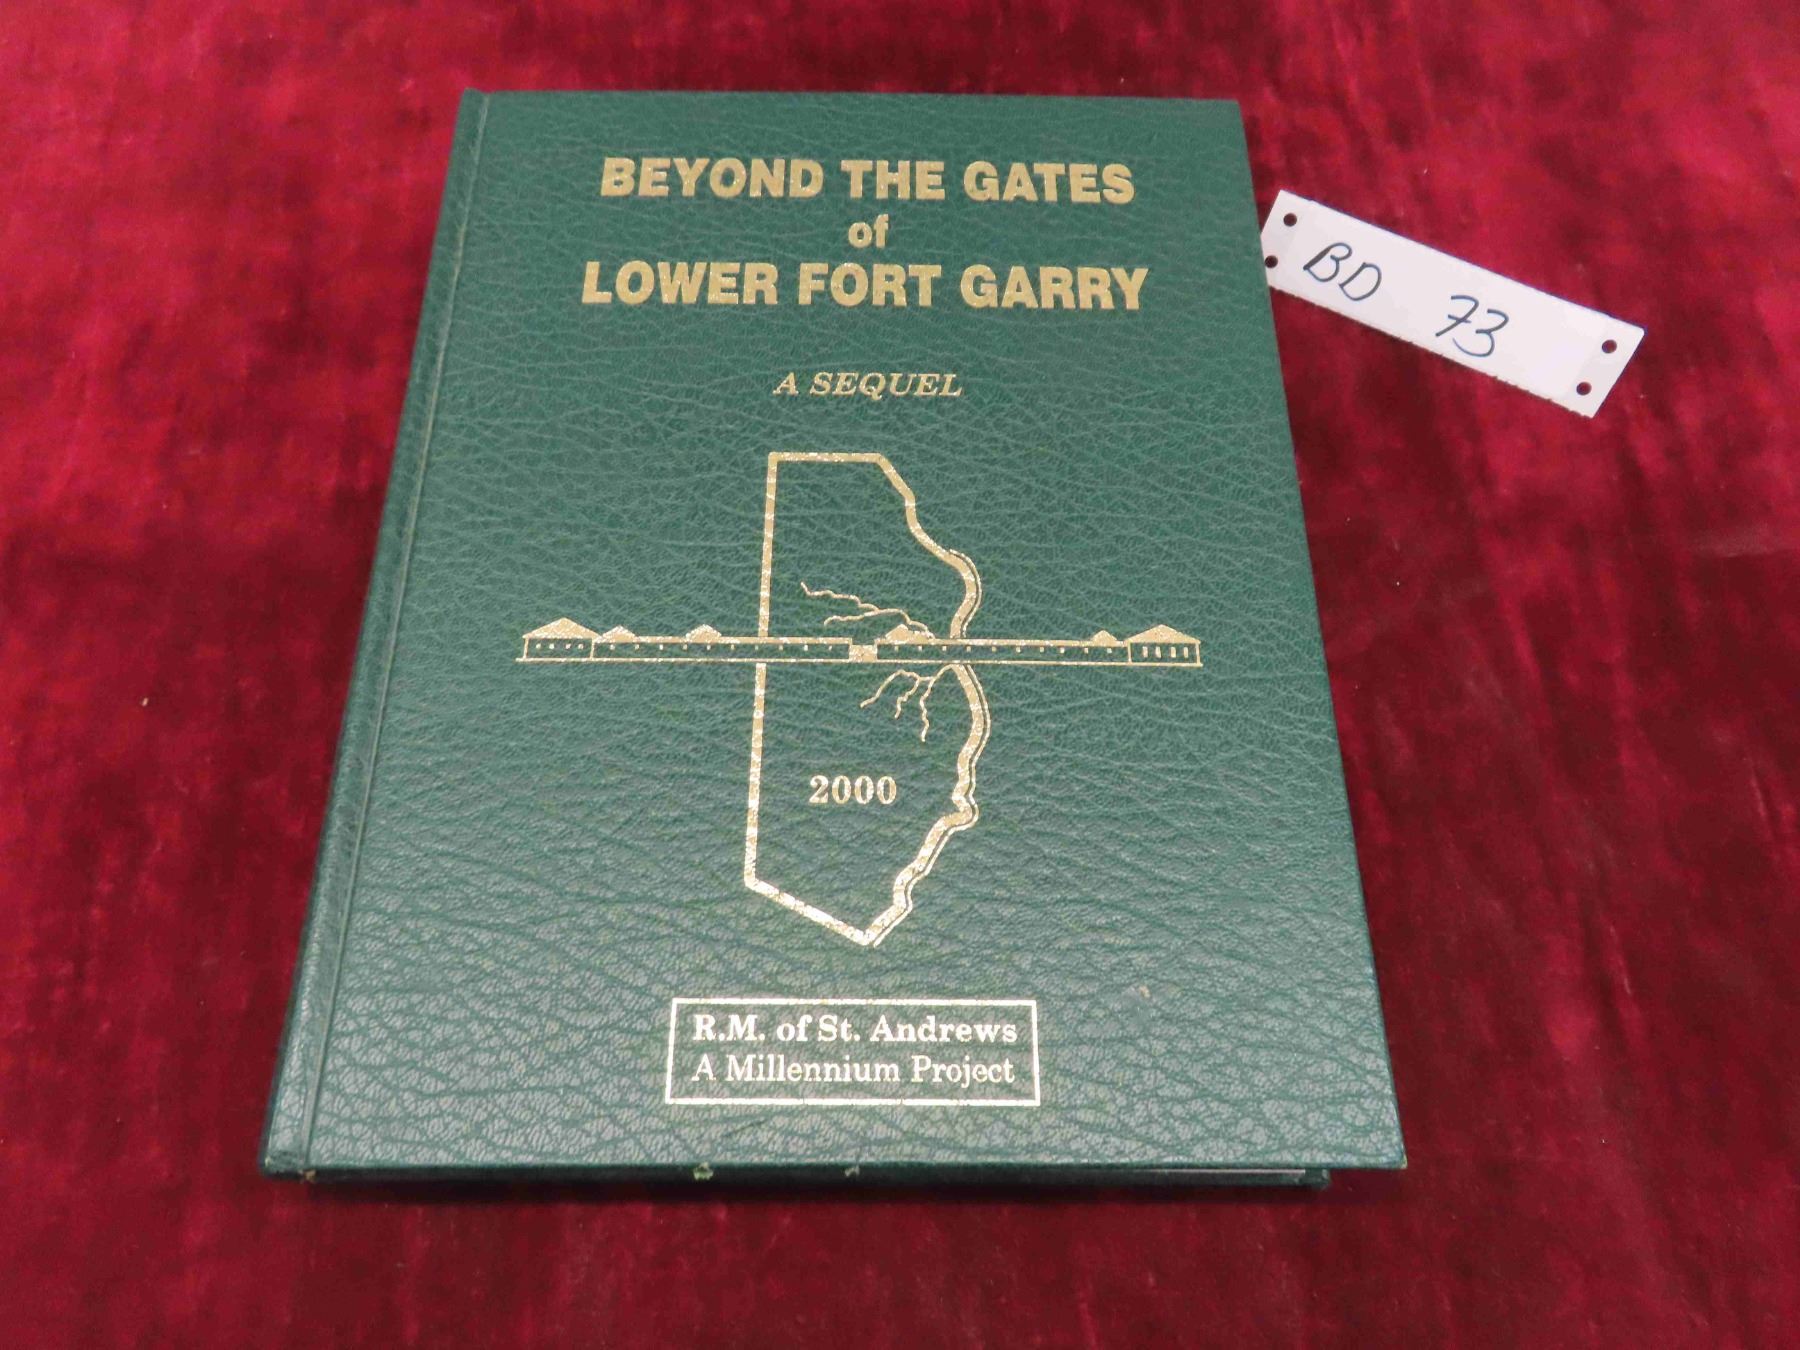 BEYOND THE GATES
of
LOWER FORT GARRY
A SEQUEL
2000
R.M. of St. Andrews
A Millennium Project
BD 73